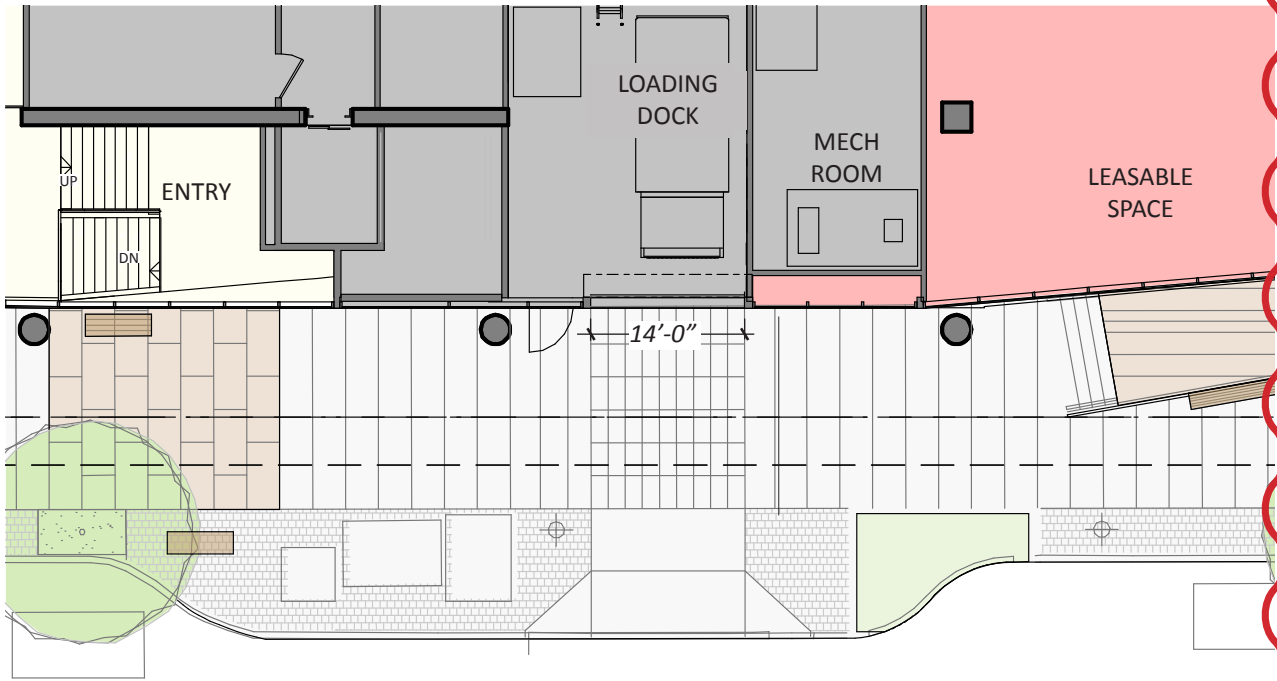 LOADING
DOCK
MECH
ROOM
LEASABLE
SPACE
UP
ENTRY
DN
14'-0"